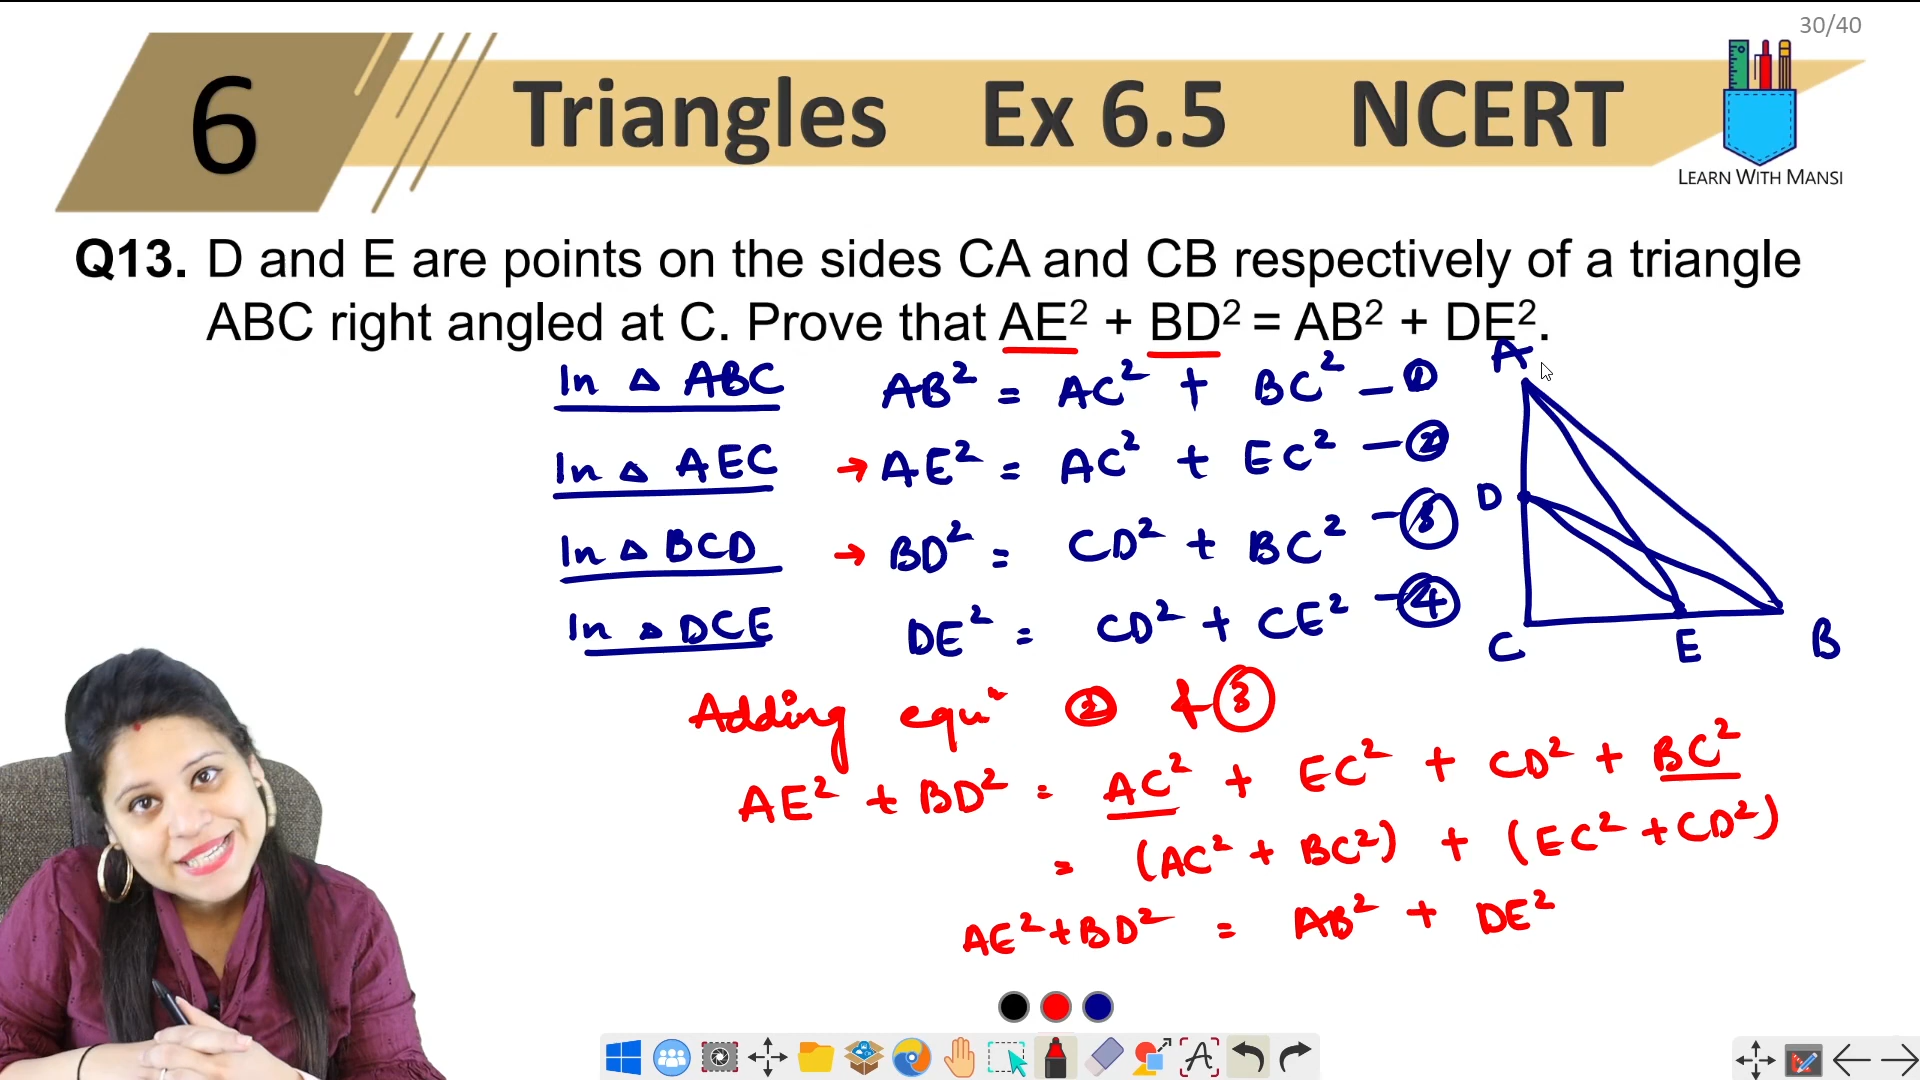 30/40
6 Triangles Ex 6.5 NCERT
LEARN WITH MANSI
Q13. D and E are points on the sides CA and CB respectively of a triangle
ABC right angled at C. Prove that AE² + BD² = AB² + DE².
In △ ABC AB² = AC² + BC² - ①
In △ AEC → AE² = AC² + EC² - ②
In △ BCD → BD² = CD² + BC² - ③
In △ DCE DE² = CD² + CE² - ④
A
D
C E B
Adding equⁿ ② & ③
AE² + BD² = AC² + EC² + CD² + BC²
= (AC² + BC²) + (EC² + CD²)
AE² + BD² = AB² + DE²